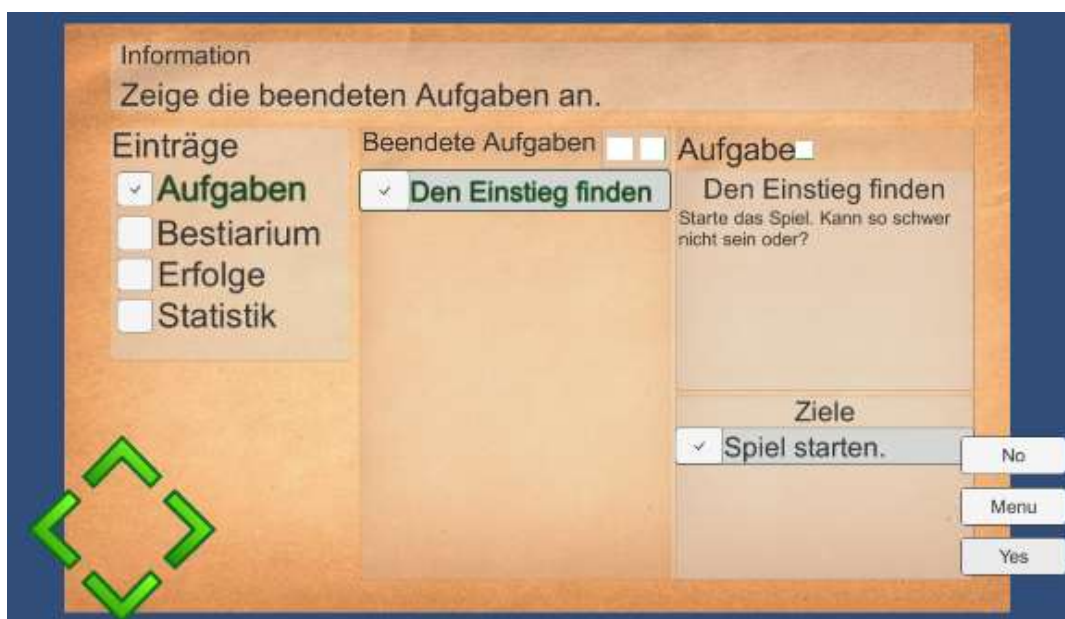 Information
Zeige die beendeten Aufgaben an.
Einträge
Aufgaben
Bestiarium
Erfolge
Statistik
Beendete Aufgaben
Den Einstieg finden
Aufgabe
Den Einstieg finden
Starte das Spiel. Kann so schwer
nicht sein oder?
Ziele
Spiel starten.
No
Menu
Yes